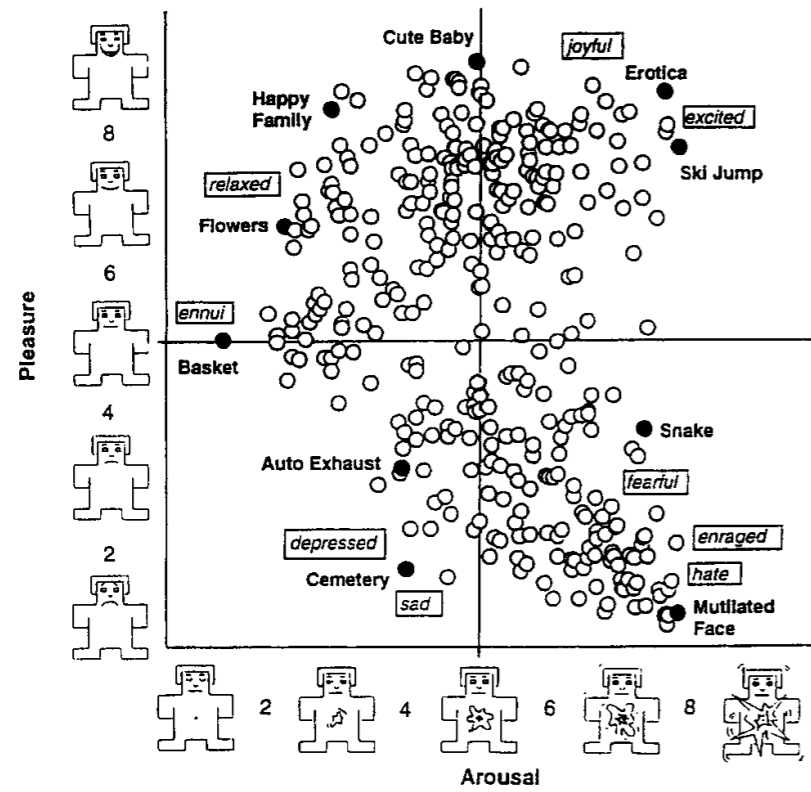 Cute Baby
joyful
Erotica
Happy
Family
excited
8
Ski Jump
relaxed
Flowers
6
Pleasure
ennui
Basket
4
Snake
Auto Exhaust
fearful
depressed
enraged
2
Cemetery
hate
sad
Mutilated
Face
2 4 6 8
Arousal